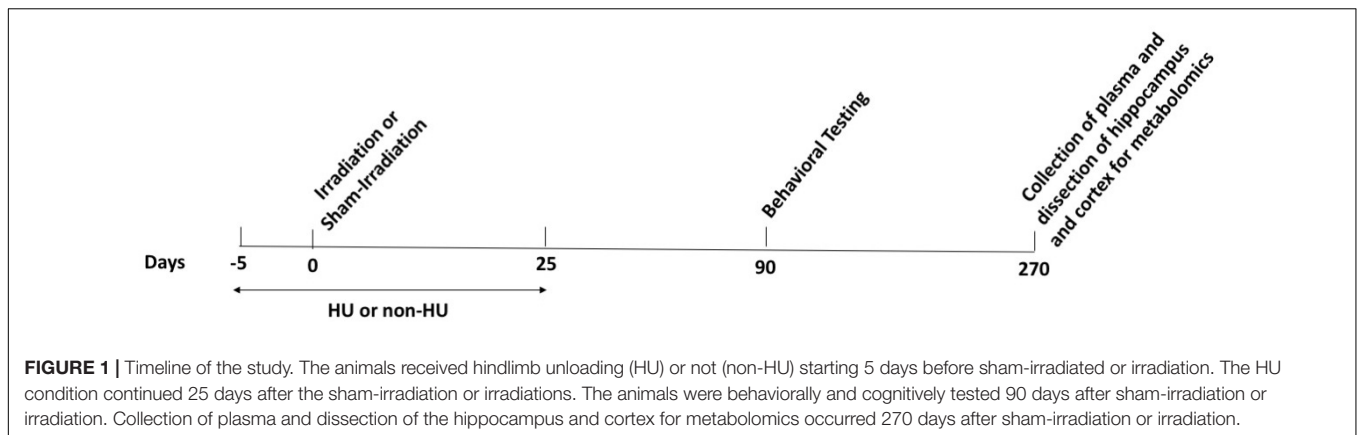 Irradiation or
Sham-Irradiation
Behavioral Testing
Collection of plasma and
dissection of hippocampus
and cortex for metabolomics
Days -5 0 25 90 270
HU or non-HU
FIGURE 1 | Timeline of the study. The animals received hindlimb unloading (HU) or not (non-HU) starting 5 days before sham-irradiated or irradiation. The HU
condition continued 25 days after the sham-irradiation or irradiations. The animals were behaviorally and cognitively tested 90 days after sham-irradiation or
irradiation. Collection of plasma and dissection of the hippocampus and cortex for metabolomics occurred 270 days after sham-irradiation or irradiation.